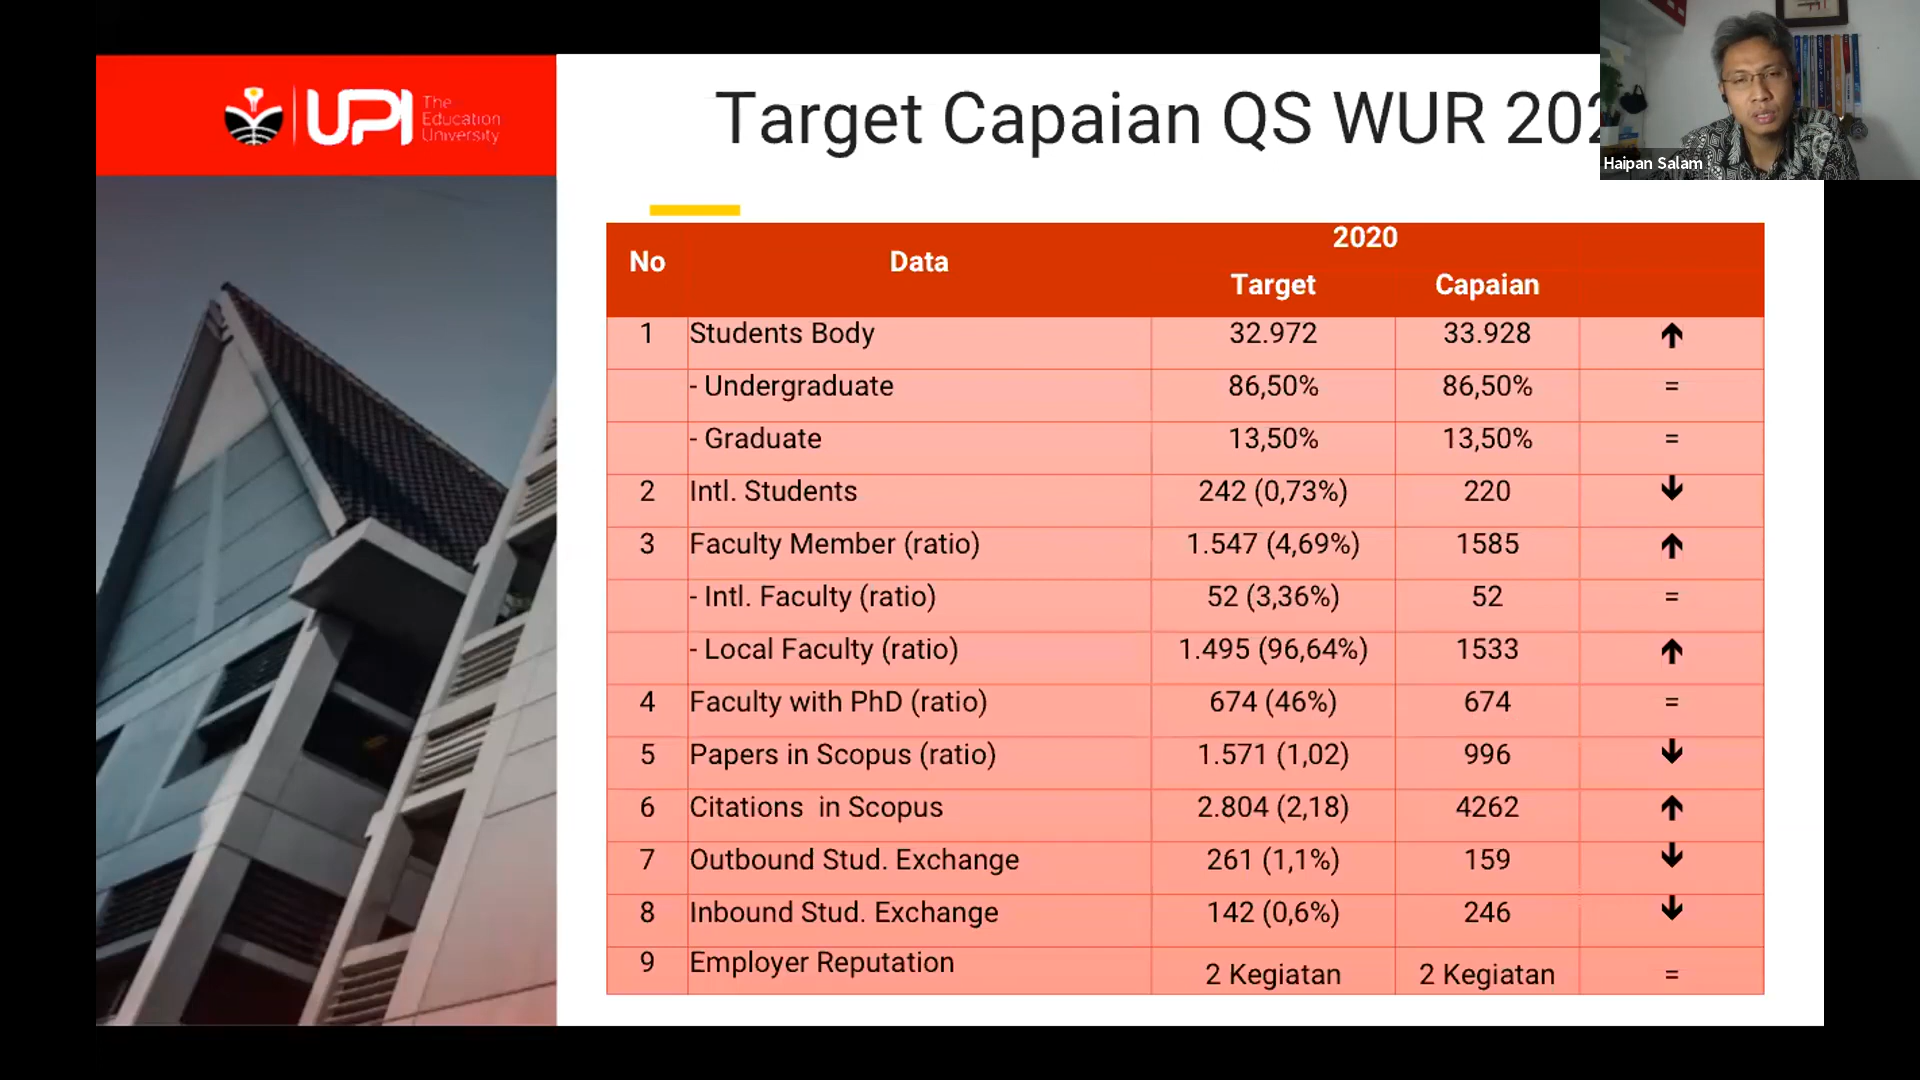 UPI The Education University
Target Capaian QS WUR 202
Haipan Salam
No Data 2020
Target Capaian
1 Students Body 32.972 33.928 ↑
- Undergraduate 86,50% 86,50% =
- Graduate 13,50% 13,50% =
2 Intl. Students 242 (0,73%) 220 ↓
3 Faculty Member (ratio) 1.547 (4,69%) 1585 ↑
- Intl. Faculty (ratio) 52 (3,36%) 52 =
- Local Faculty (ratio) 1.495 (96,64%) 1533 ↑
4 Faculty with PhD (ratio) 674 (46%) 674 =
5 Papers in Scopus (ratio) 1.571 (1,02) 996 ↓
6 Citations  in Scopus 2.804 (2,18) 4262 ↑
7 Outbound Stud. Exchange 261 (1,1%) 159 ↓
8 Inbound Stud. Exchange 142 (0,6%) 246 ↓
9 Employer Reputation 2 Kegiatan 2 Kegiatan =